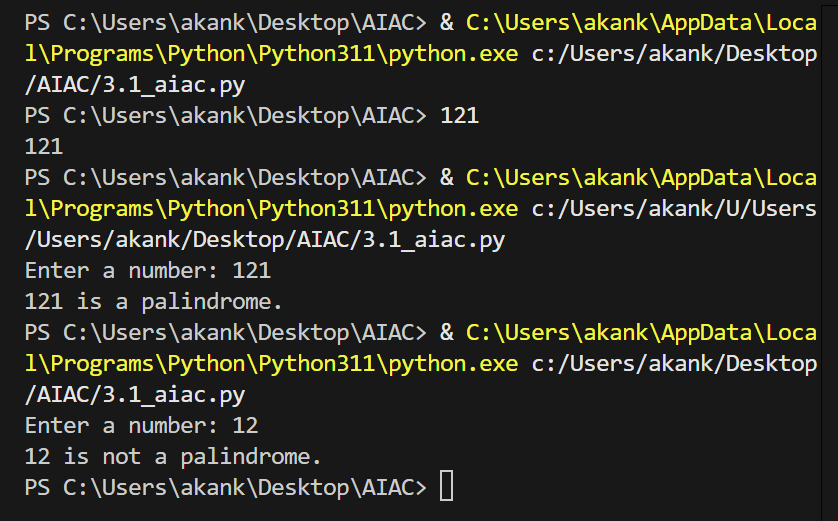 PS C:\Users\akank\Desktop\AIAC> & C:\Users\akank\AppData\Loca
l\Programs\Python\Python311\python.exe c:/Users/akank/Desktop
/AIAC/3.1_aiac.py
PS C:\Users\akank\Desktop\AIAC> 121
121
PS C:\Users\akank\Desktop\AIAC> & C:\Users\akank\AppData\Loca
l\Programs\Python\Python311\python.exe c:/Users/akank/U/Users
/Users/akank/Desktop/AIAC/3.1_aiac.py
Enter a number: 121
121 is a palindrome.
PS C:\Users\akank\Desktop\AIAC> & C:\Users\akank\AppData\Loca
l\Programs\Python\Python311\python.exe c:/Users/akank/Desktop
/AIAC/3.1_aiac.py
Enter a number: 12
12 is not a palindrome.
PS C:\Users\akank\Desktop\AIAC>